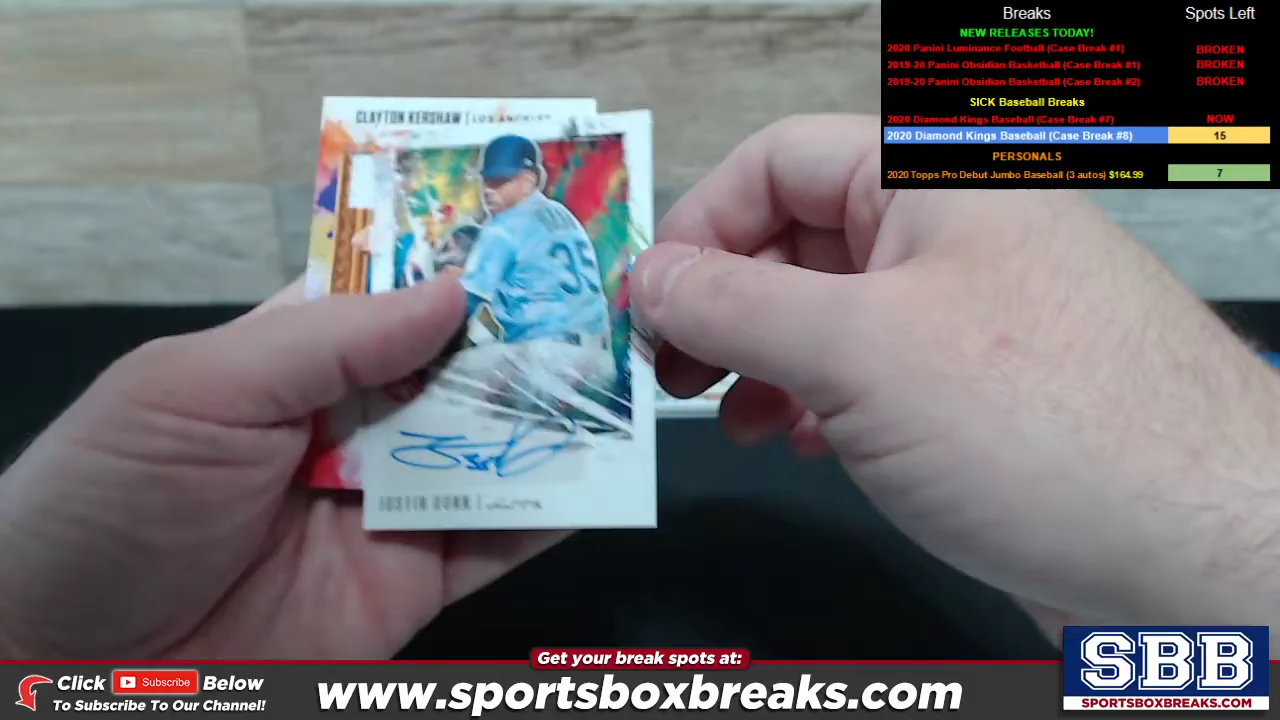 Breaks Spots Left
NEW RELEASES TODAY!
2020 Panini Luminance Football (Case Break #1) BROKEN
2019-20 Panini Obsidian Basketball (Case Break #1) BROKEN
2019-20 Panini Obsidian Basketball (Case Break #2) BROKEN
SICK Baseball Breaks
2020 Diamond Kings Baseball (Case Break #7) NOW
2020 Diamond Kings Baseball (Case Break #8) 15
PERSONALS
2020 Topps Pro Debut Jumbo Baseball (3 autos) $164.99 7
CLAYTON KERSHAW | LOS ANGELES
35
JUSTIN DUNN |
Get your break spots at:
Click Subscribe Below
To Subscribe To Our Channel!
www.sportsboxbreaks.com
SBB
SPORTSBOXBREAKS.COM